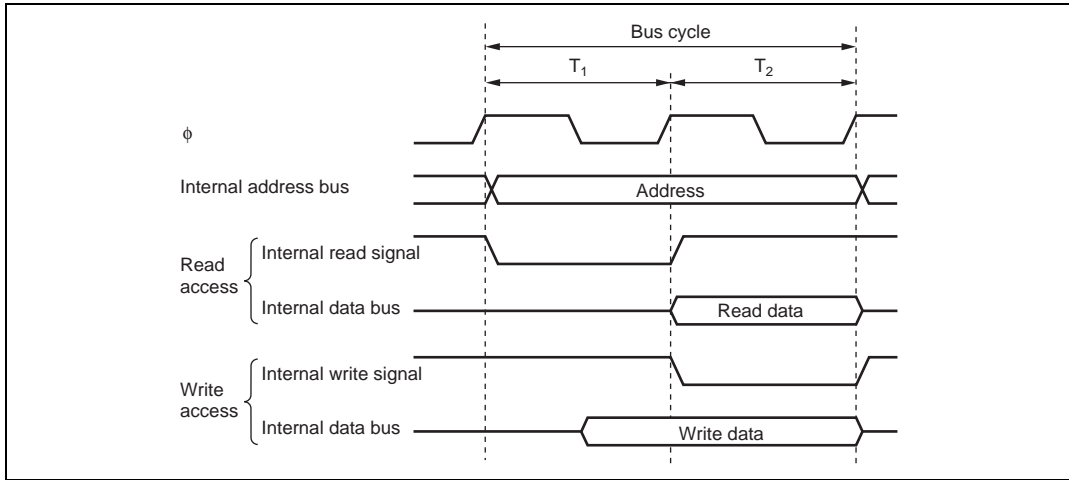 Bus cycle
T1 T2
ϕ
Internal address bus Address
Read
access
Internal read signal
Internal data bus Read data
Write
access
Internal write signal
Internal data bus Write data